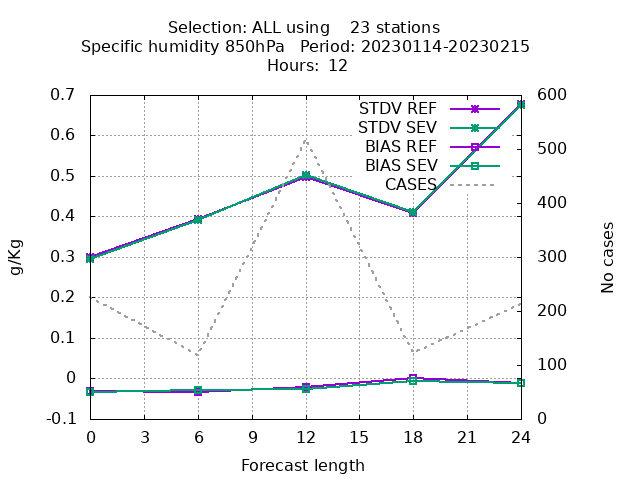 Selection: ALL using 23 stations
Specific humidity 850hPa Period: 20230114-20230215
Hours: 12
0.7
0.6
0.5
0.4
0.3
0.2
0.1
0
-0.1
600
500
400
300
200
100
0
STDV REF
STDV SEV
BIAS REF
BIAS SEV
CASES
g/Kg
No cases
0 3 6 9 12 15 18 21 24
Forecast length